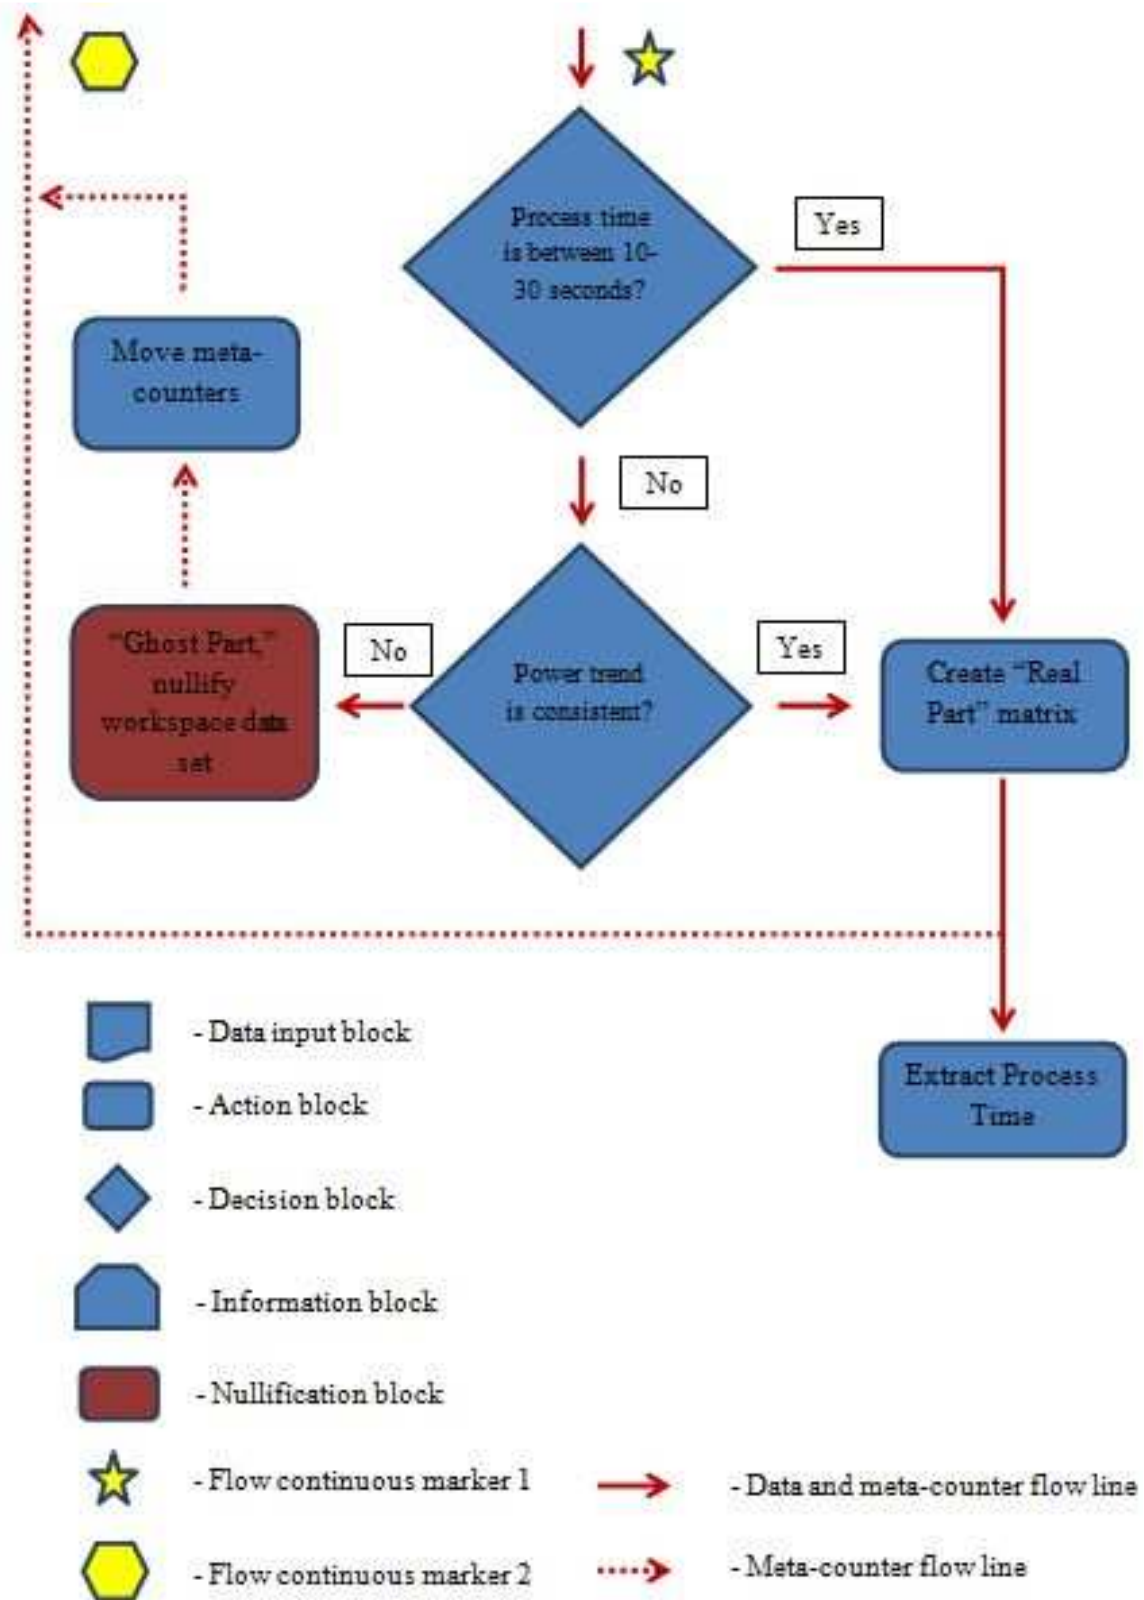 Process time
is between 10-
30 seconds?
Yes
Move meta-
counters
No
"Ghost Part,"
nullify
workspace data
set
No
Power trend
is consistent?
Yes
Create "Real
Part" matrix
Extract Process
Time
- Data input block
- Action block
- Decision block
- Information block
- Nullification block
- Flow continuous marker 1
- Data and meta-counter flow line
- Flow continuous marker 2
- Meta-counter flow line